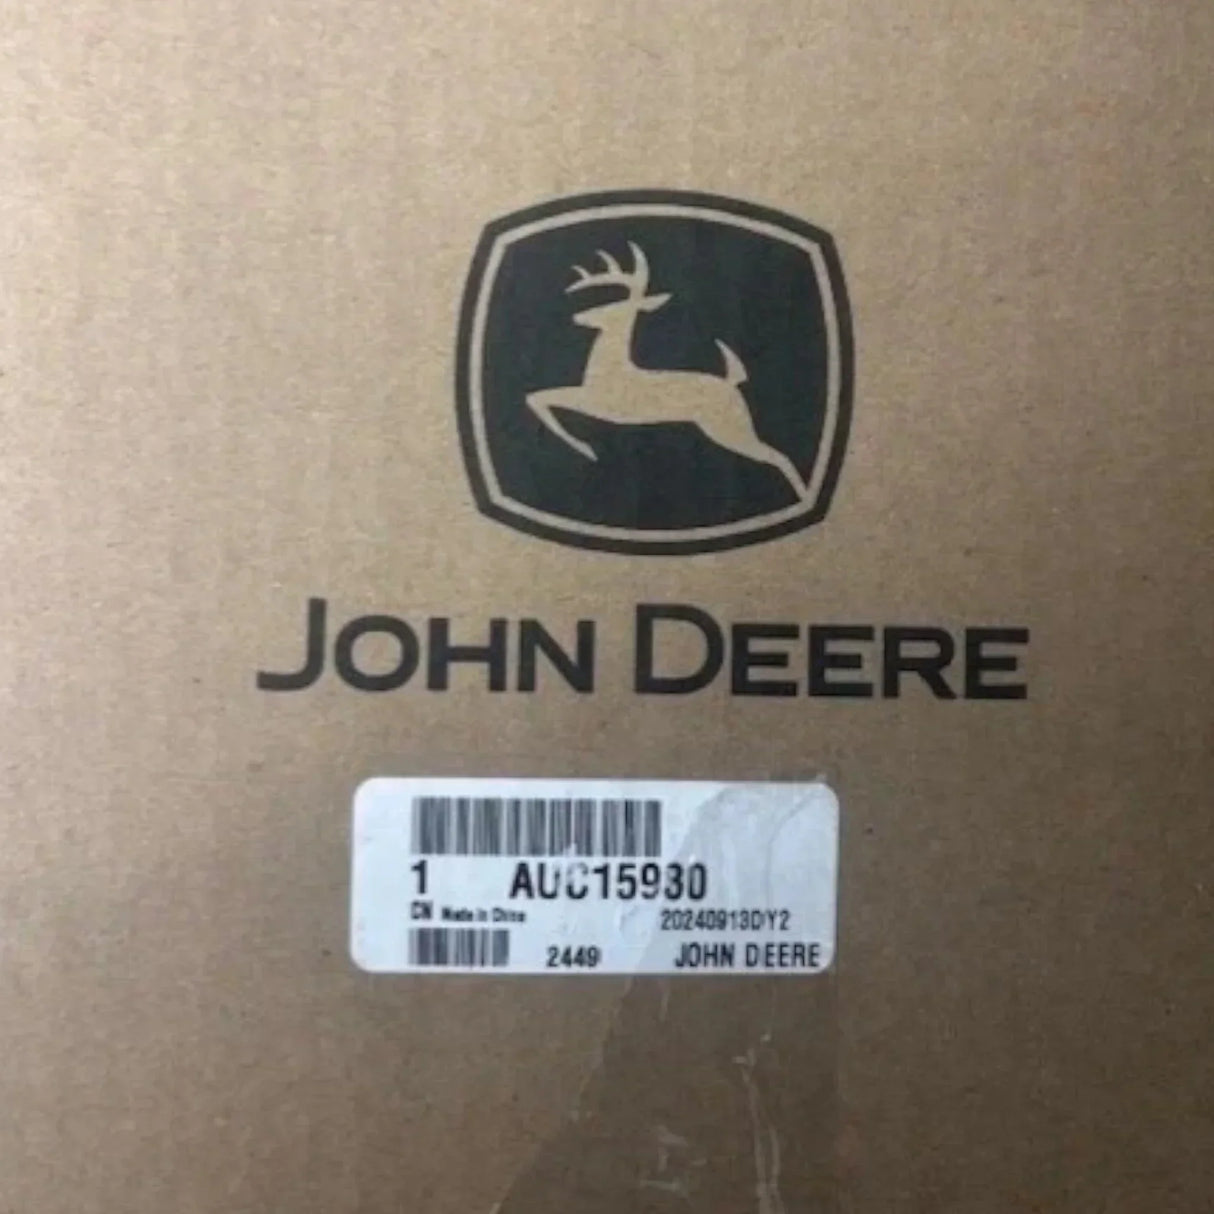 JOHN DEERE
1 AUC15930
CN Made in China 20240913DY2
2449 JOHN DEERE